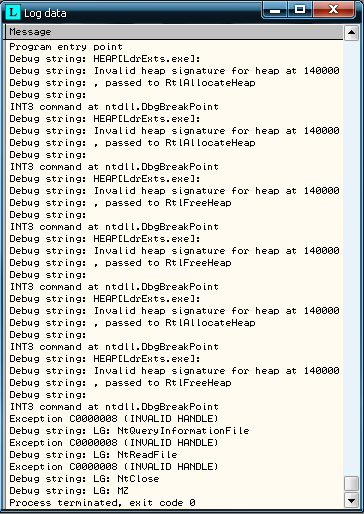 L Log data
Message
Program entry point
Debug string: HEAP[LdrExts.exe]:
Debug string: Invalid heap signature for heap at 140000
Debug string: , passed to RtlAllocateHeap
Debug string:
INT3 command at ntdll.DbgBreakPoint
Debug string: HEAP[LdrExts.exe]:
Debug string: Invalid heap signature for heap at 140000
Debug string: , passed to RtlAllocateHeap
Debug string:
INT3 command at ntdll.DbgBreakPoint
Debug string: HEAP[LdrExts.exe]:
Debug string: Invalid heap signature for heap at 140000
Debug string: , passed to RtlFreeHeap
Debug string:
INT3 command at ntdll.DbgBreakPoint
Debug string: HEAP[LdrExts.exe]:
Debug string: Invalid heap signature for heap at 140000
Debug string: , passed to RtlFreeHeap
Debug string:
INT3 command at ntdll.DbgBreakPoint
Debug string: HEAP[LdrExts.exe]:
Debug string: Invalid heap signature for heap at 140000
Debug string: , passed to RtlAllocateHeap
Debug string:
INT3 command at ntdll.DbgBreakPoint
Debug string: HEAP[LdrExts.exe]:
Debug string: Invalid heap signature for heap at 140000
Debug string: , passed to RtlFreeHeap
Debug string:
INT3 command at ntdll.DbgBreakPoint
Exception C0000008 (INVALID HANDLE)
Debug string: LG: NtQueryInformationFile
Exception C0000008 (INVALID HANDLE)
Debug string: LG: NtReadFile
Exception C0000008 (INVALID HANDLE)
Debug string: LG: NtClose
Debug string: LG: MZ
Process terminated, exit code 0